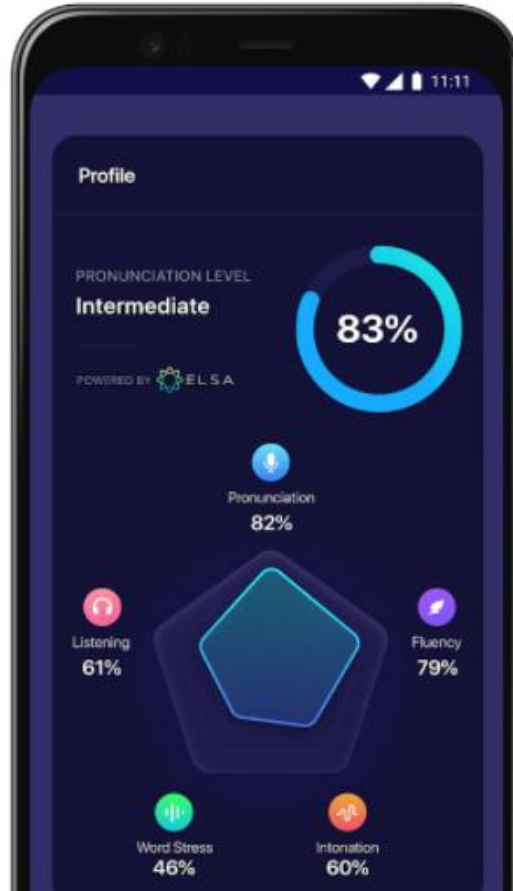 11:11
Profile
PRONUNCIATION LEVEL
Intermediate
83%
POWERED BY ELSA
Pronunciation
82%
Listening
61%
Fluency
79%
Word Stress
46%
Intonation
60%